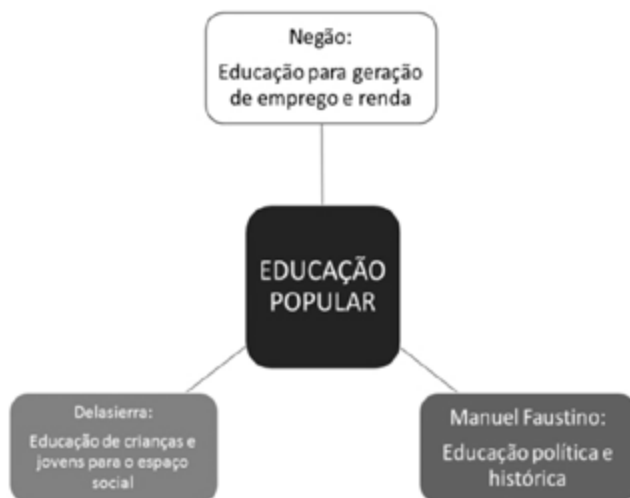 Negão:
Educação para geração
de emprego e renda
EDUCAÇÃO
POPULAR
Delasierra:
Educação de crianças e
jovens para o espaço
social
Manuel Faustino:
Educação política e
histórica